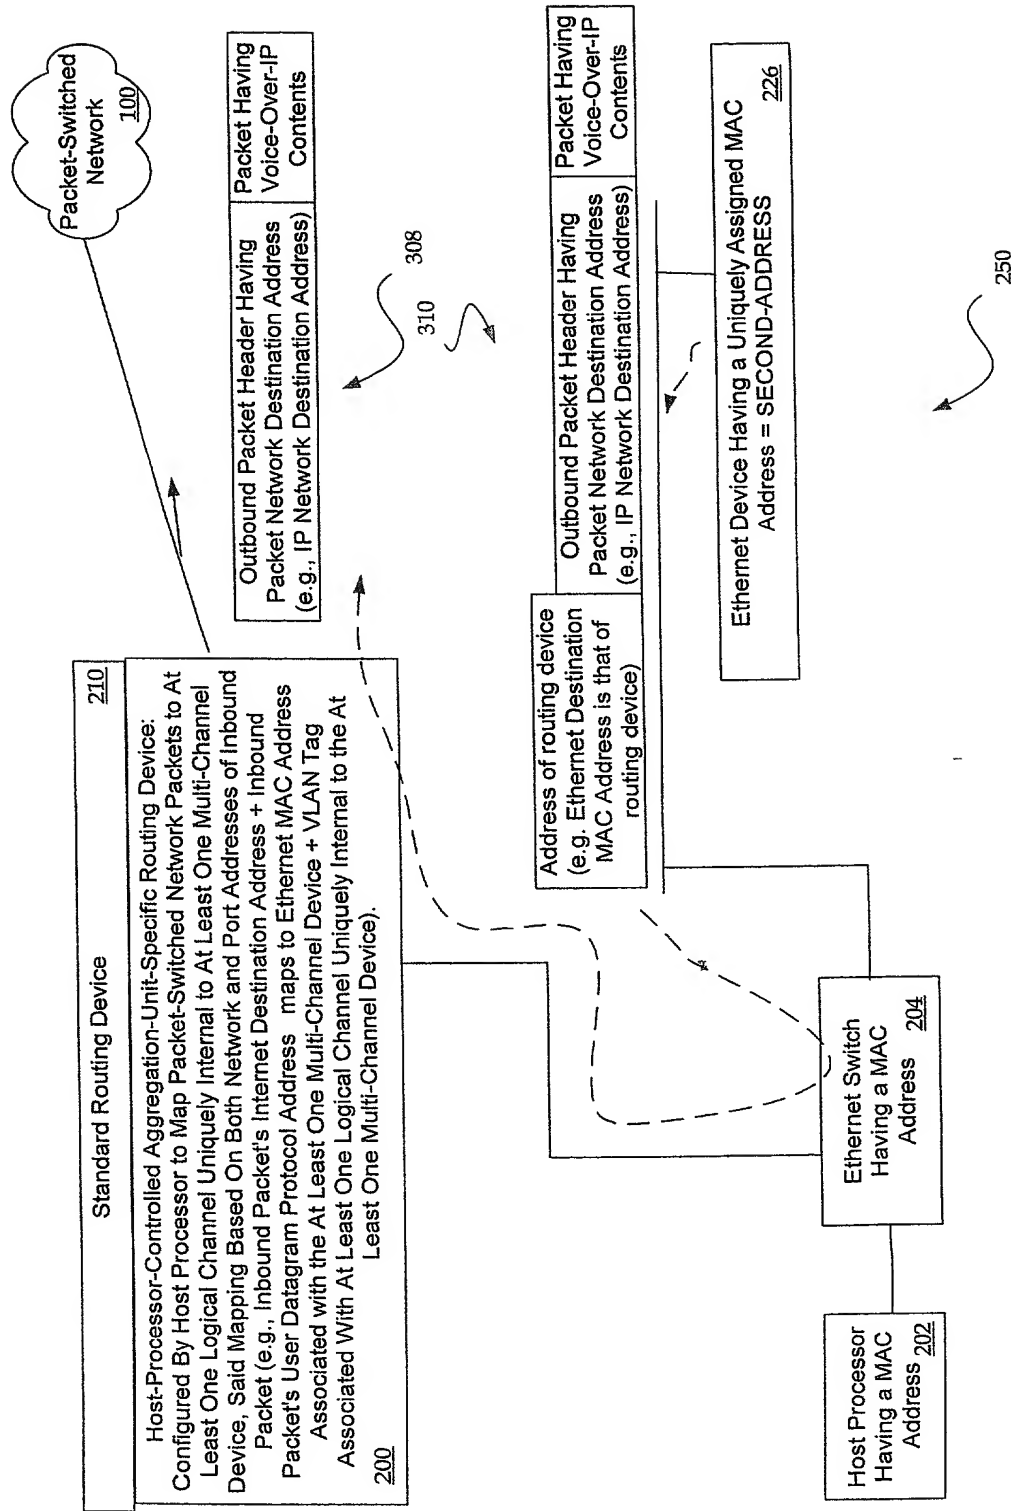 Packet-Switched
Network
100
Standard Routing Device
210
Host-Processor-Controlled Aggregation-Unit-Specific Routing Device:
Configured By Host Processor to Map Packet-Switched Network Packets to At
Least One Logical Channel Uniquely Internal to At Least One Multi-Channel
Device, Said Mapping Based On Both Network and Port Addresses of Inbound
Packet (e.g., Inbound Packet's Internet Destination Address + Inbound
Packet's User Datagram Protocol Address maps to Ethernet MAC Address
Associated with the At Least One Multi-Channel Device + VLAN Tag
Associated With At Least One Logical Channel Uniquely Internal to the At
Least One Multi-Channel Device).
200
Outbound Packet Header Having
Packet Network Destination Address
(e.g., IP Network Destination Address)
Packet Having
Voice-Over-IP
Contents
308
310
Address of routing device
(e.g. Ethernet Destination
MAC Address is that of
routing device)
Outbound Packet Header Having
Packet Network Destination Address
(e.g., IP Network Destination Address)
Packet Having
Voice-Over-IP
Contents
Ethernet Device Having a Uniquely Assigned MAC
Address = SECOND-ADDRESS
226
Host Processor
Having a MAC
Address
202
Ethernet Switch
Having a MAC
Address
204
250